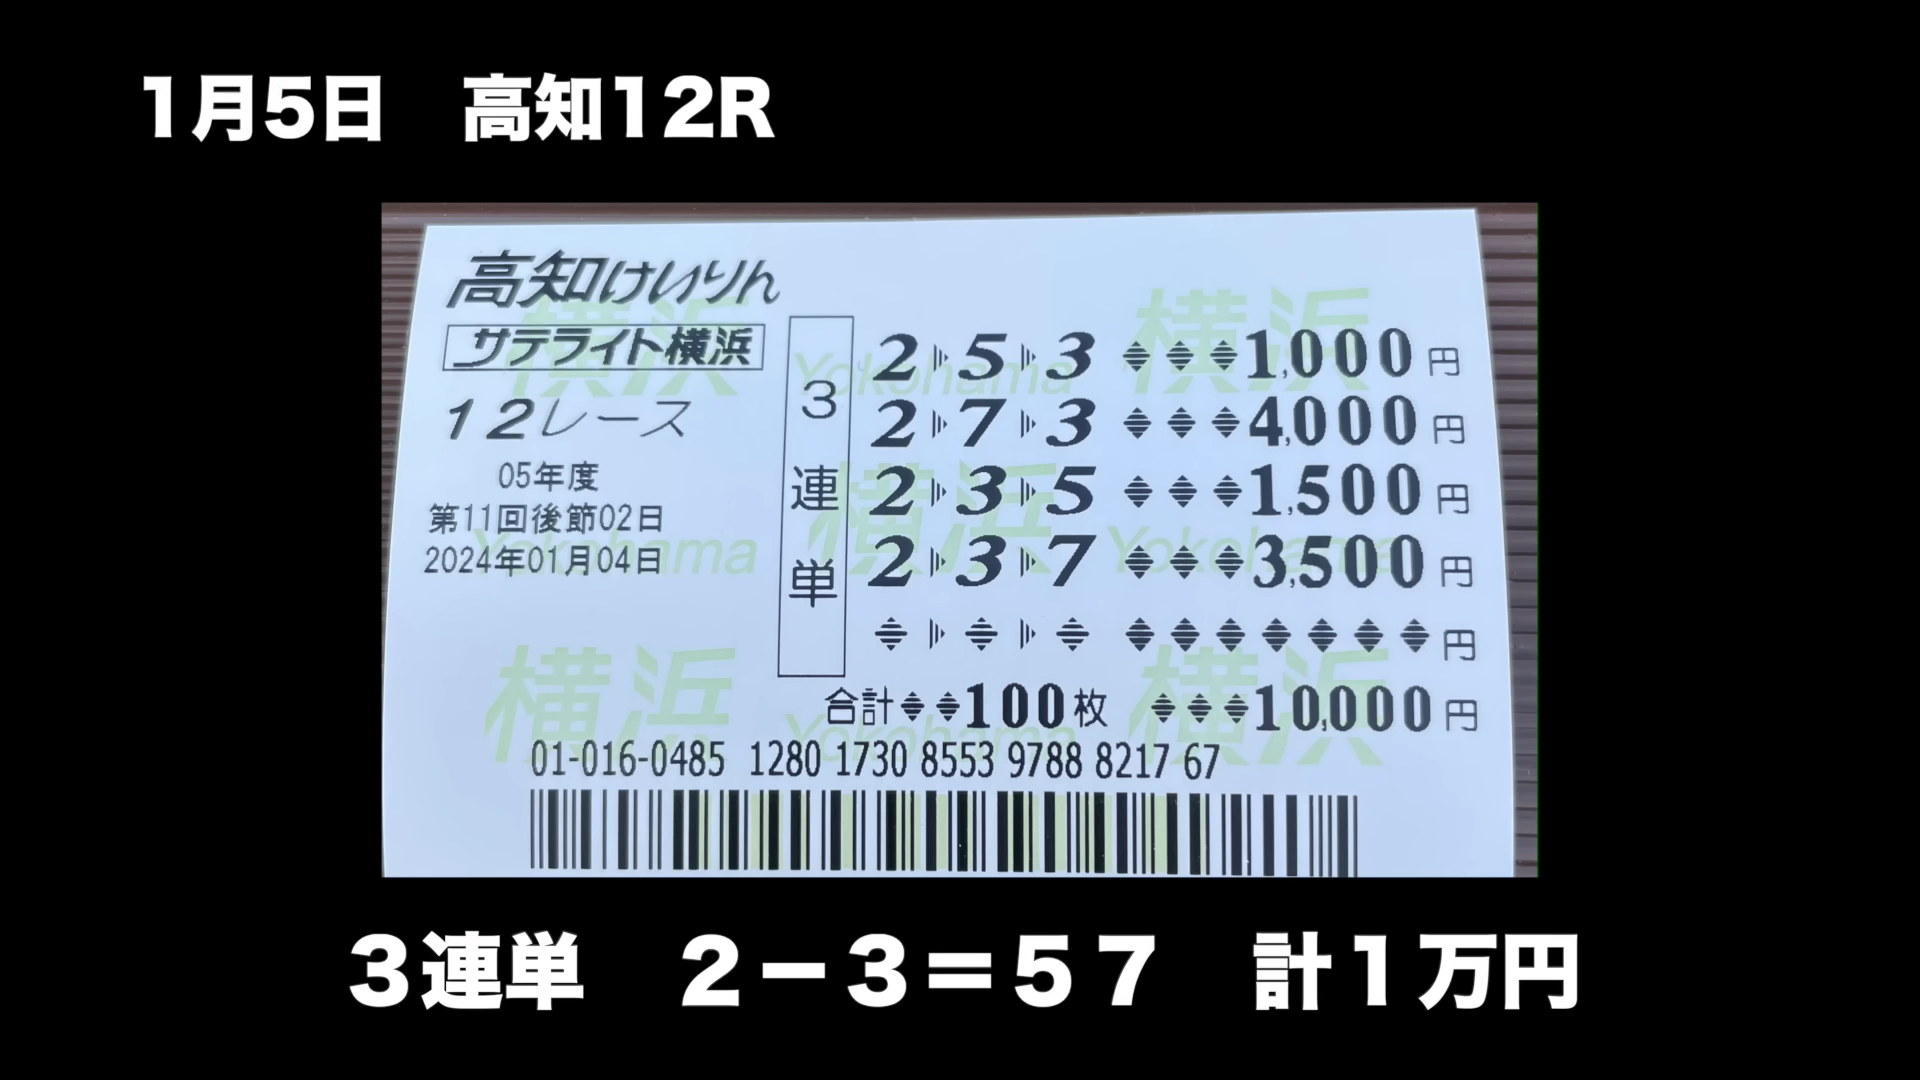 1月5日　高知12R
高知けいりん
サテライト横浜
12レース
05年度
第11回後節02日
2024年01月04日
3連単
2 5 3 1,000円
2 7 3 4,000円
2 3 5 1,500円
2 3 7 3,500円
円
合計 100枚 10,000円
01-016-0485 1280 1730 8553 9788 8217 67
横浜 Yokohama
３連単　２－３＝５７　計１万円